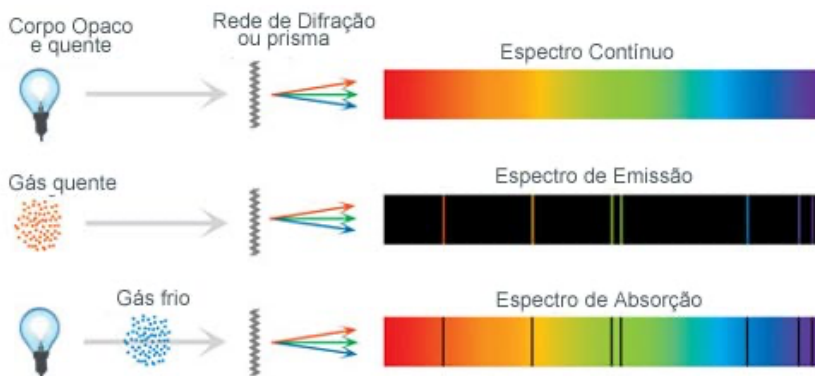 Corpo Opaco
e quente
Rede de Difração
ou prisma
Espectro Contínuo
Gás quente
Espectro de Emissão
Gás frio
Espectro de Absorção